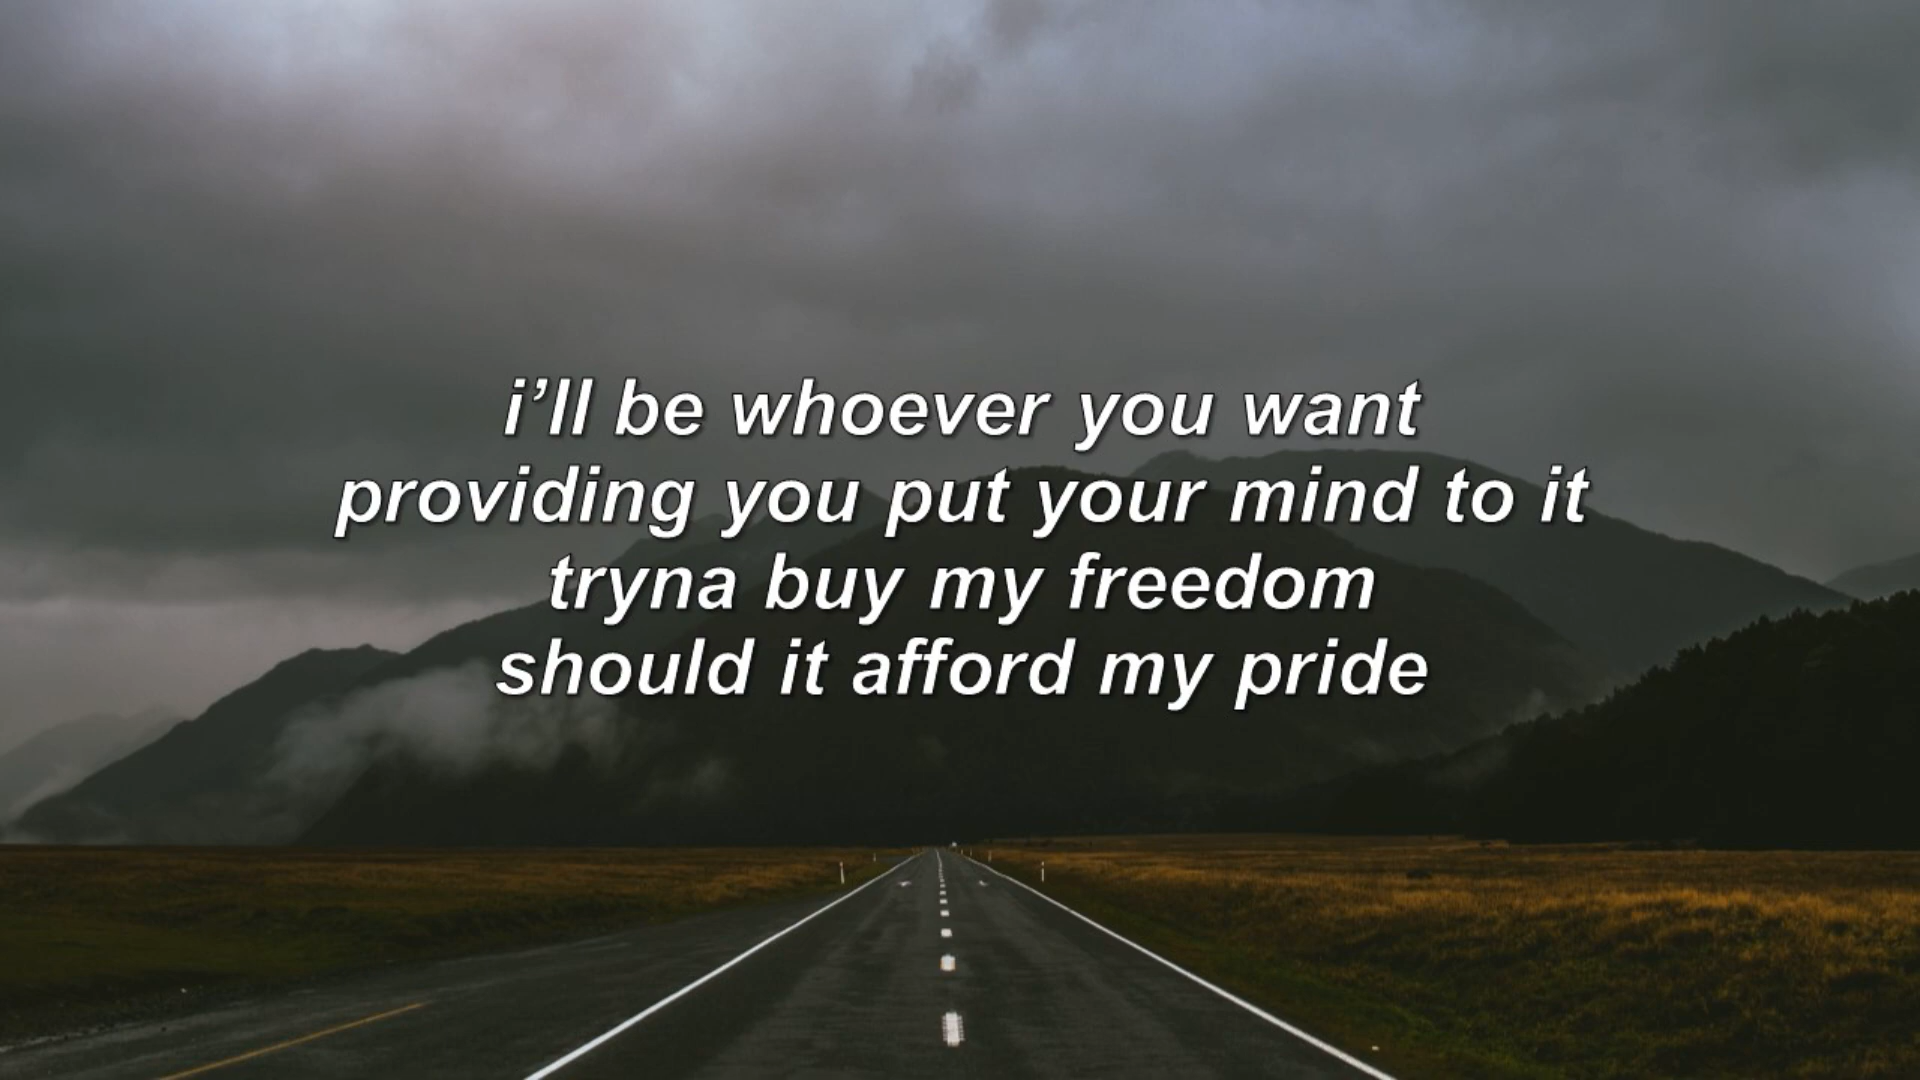 i’ll be whoever you want
providing you put your mind to it
tryna buy my freedom
should it afford my pride